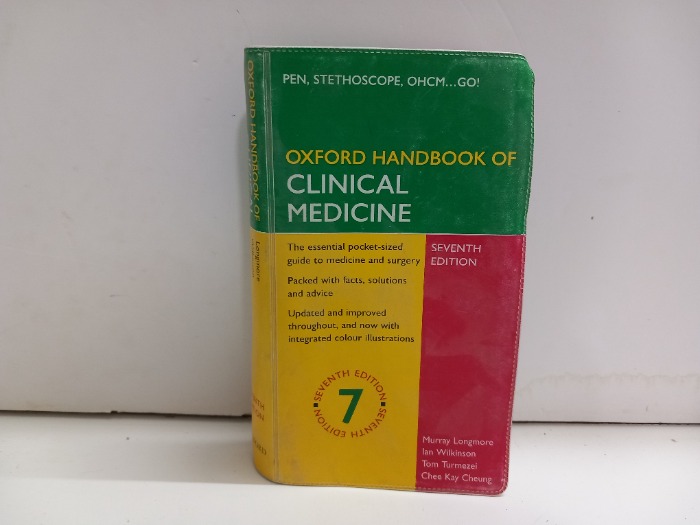 PEN, STETHOSCOPE, OHCM...GO!
OXFORD HANDBOOK OF
CLINICAL
MEDICINE
The essential pocket-sized
guide to medicine and surgery
Packed with facts, solutions
and advice
Updated and improved
throughout, and now with
integrated colour illustrations
SEVENTH
EDITION
SEVENTH EDITION
7
SEVENTH EDITION
Murray Longmore
Ian Wilkinson
Tom Turmezei
Chee Kay Cheung
OXFORD HANDBOOK OF
Longmore